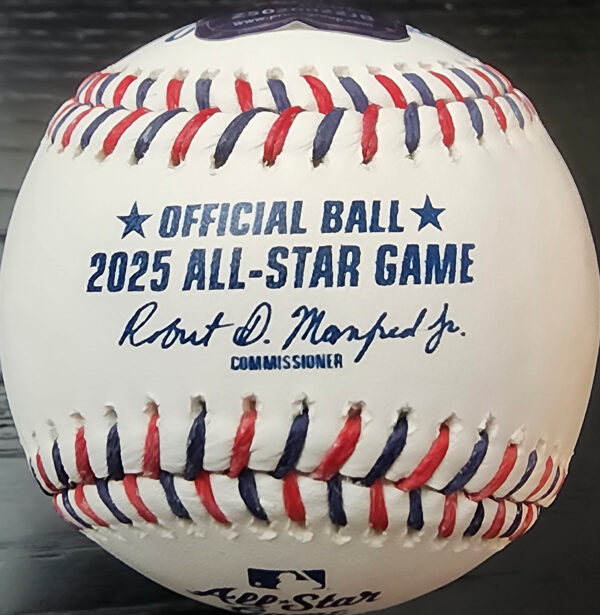 ★ OFFICIAL BALL ★
2025 ALL-STAR GAME
Robert D. Manfred Jr.
COMMISSIONER
All-Star